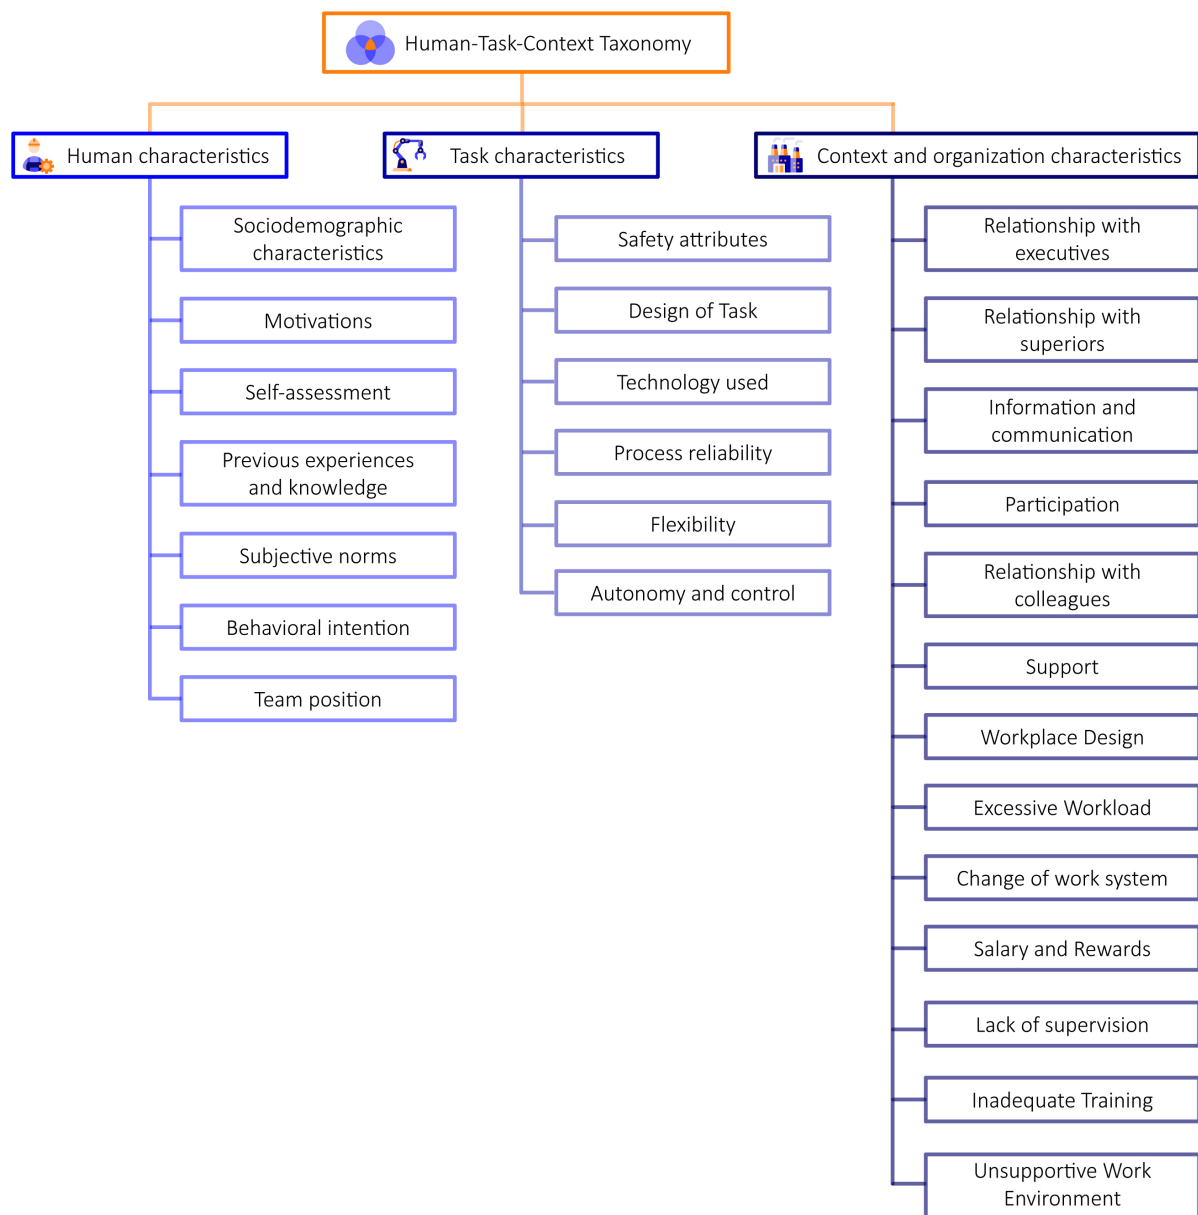 Human-Task-Context Taxonomy
Human characteristics
Sociodemographic
characteristics
Motivations
Self-assessment
Previous experiences
and knowledge
Subjective norms
Behavioral intention
Team position
Task characteristics
Safety attributes
Design of Task
Technology used
Process reliability
Flexibility
Autonomy and control
Context and organization characteristics
Relationship with
executives
Relationship with
superiors
Information and
communication
Participation
Relationship with
colleagues
Support
Workplace Design
Excessive Workload
Change of work system
Salary and Rewards
Lack of supervision
Inadequate Training
Unsupportive Work
Environment